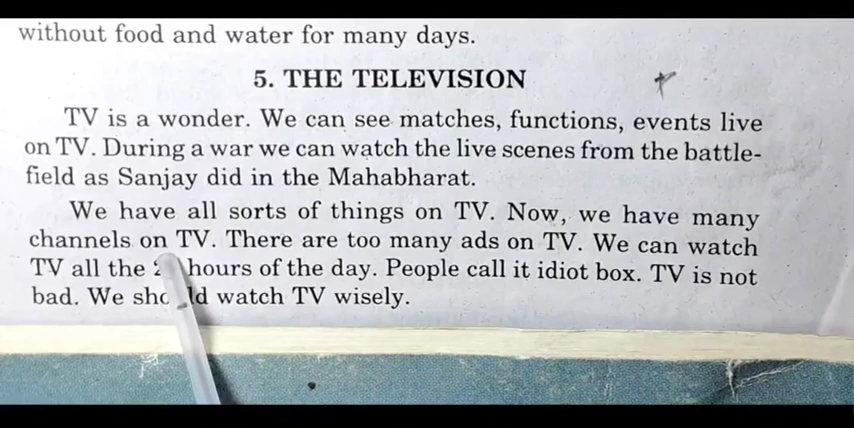 without food and water for many days.
5. THE TELEVISION
TV is a wonder. We can see matches, functions, events live
on TV. During a war we can watch the live scenes from the battle-
field as Sanjay did in the Mahabharat.
We have all sorts of things on TV. Now, we have many
channels on TV. There are too many ads on TV. We can watch
TV all the hours of the day. People call it idiot box. TV is not
bad. We should watch TV wisely.